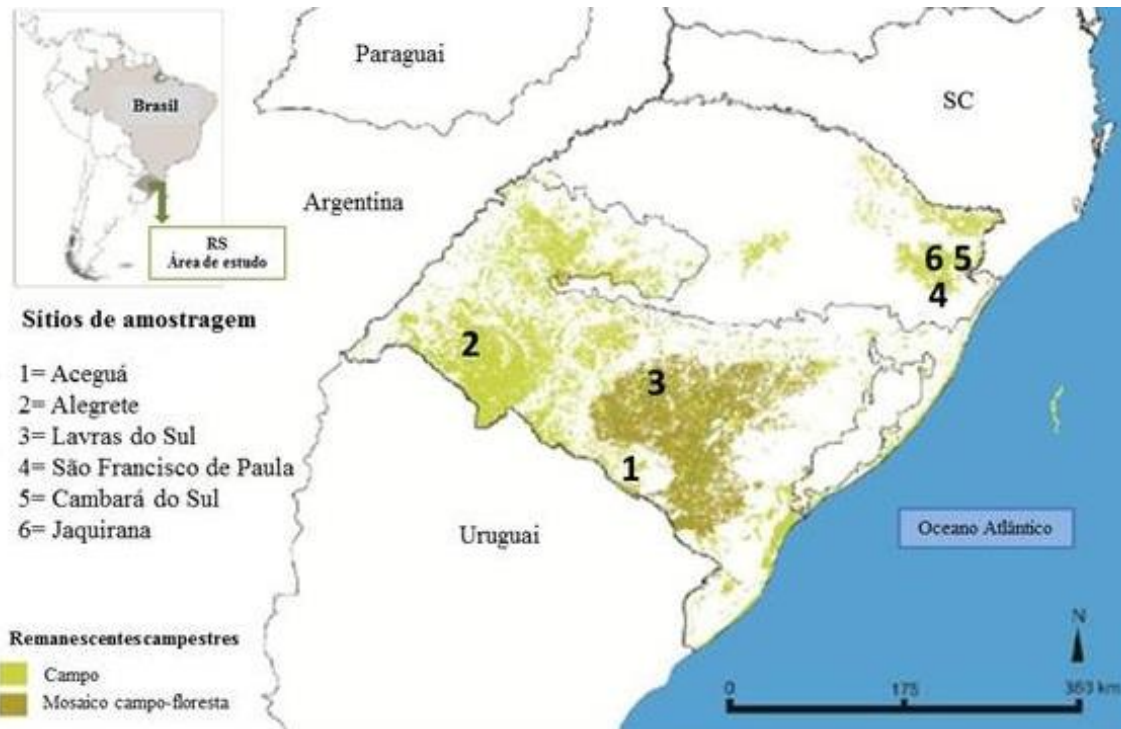 Brasil
RS
Área de estudo
Paraguai
SC
Argentina
Sítios de amostragem
1= Aceguá
2= Alegrete
3= Lavras do Sul
4= São Francisco de Paula
5= Cambará do Sul
6= Jaquirana
6 5
4
2
3
1
Uruguai
Oceano Atlântico
Remanescentes campestres
Campo
Mosaico campo-floresta
N
0 175 350 km